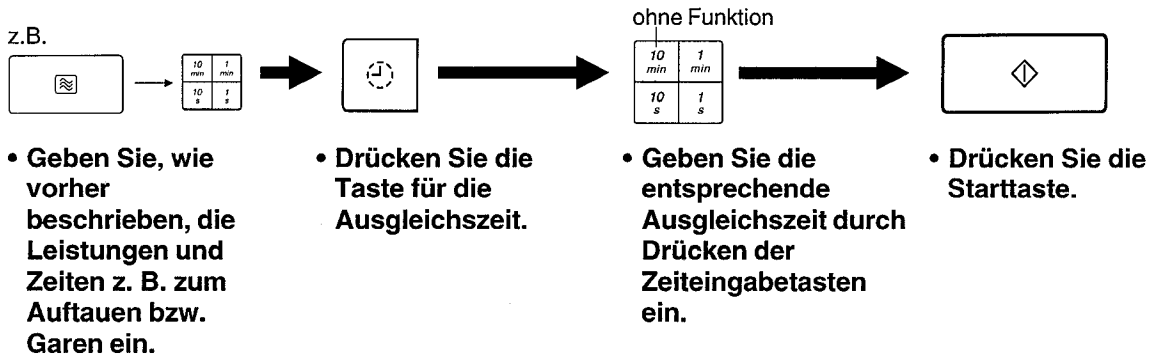 z.B.
10 min 1 min
10 s 1 s
ohne Funktion
10 min 1 min
10 s 1 s
• Geben Sie, wie
vorher
beschrieben, die
Leistungen und
Zeiten z. B. zum
Auftauen bzw.
Garen ein.
• Drücken Sie die
Taste für die
Ausgleichszeit.
• Geben Sie die
entsprechende
Ausgleichszeit durch
Drücken der
Zeiteingabetasten
ein.
• Drücken Sie die
Starttaste.